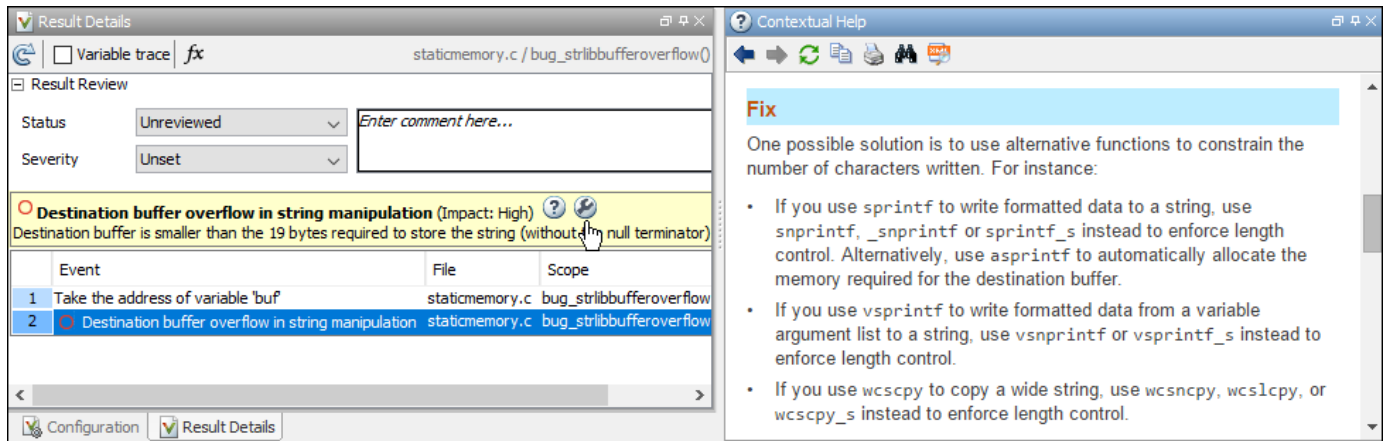 Result Details
Variable trace fx staticmemory.c / bug_strlibbufferoverflow()
Result Review
Status Unreviewed Enter comment here...
Severity Unset
Destination buffer overflow in string manipulation (Impact: High) ?
Destination buffer is smaller than the 19 bytes required to store the string (without null terminator)
Event File Scope
1 Take the address of variable 'buf' staticmemory.c bug_strlibbufferoverflow
2 Destination buffer overflow in string manipulation staticmemory.c bug_strlibbufferoverflow
Configuration Result Details
? Contextual Help
XML
Fix
One possible solution is to use alternative functions to constrain the
number of characters written. For instance:
• If you use sprintf to write formatted data to a string, use
snprintf, _snprintf or sprintf_s instead to enforce length
control. Alternatively, use asprintf to automatically allocate the
memory required for the destination buffer.
• If you use vsprintf to write formatted data from a variable
argument list to a string, use vsnprintf or vsprintf_s instead to
enforce length control.
• If you use wcscpy to copy a wide string, use wcsncpy, wcslcpy, or
wcscpy_s instead to enforce length control.